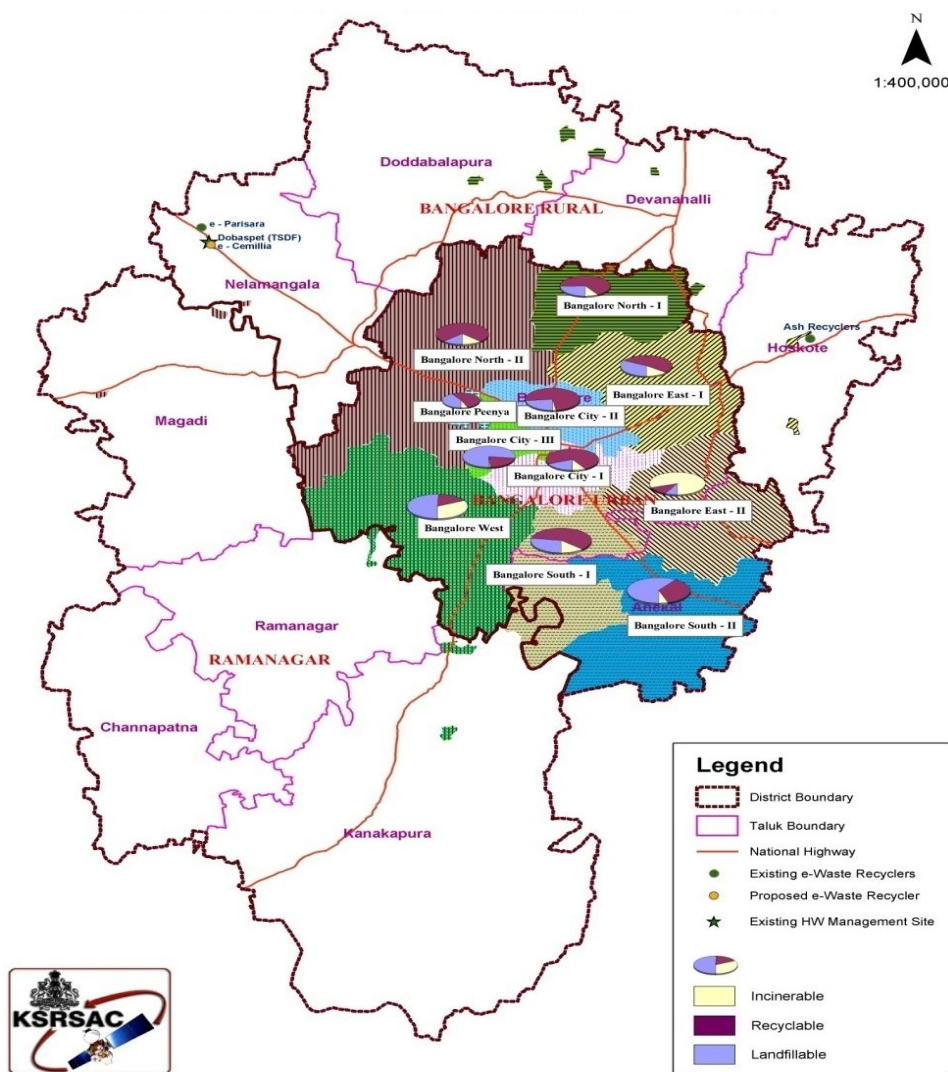 N
1:400,000
Doddabalapura
Devanahalli
BANGALORE RURAL
e - Parisara
Dobaspet (TSDF)
e - Cemillia
Nelamangala
Bangalore North - I
Ash Recyclers
Hoskote
Bangalore North - II
Bangalore East - I
Bangalore Peenya
Bangalore City - II
Magadi
Bangalore City - III
Bangalore City - I
BANGALORE URBAN
Bangalore East - II
Bangalore West
Bangalore South - I
Anekal
Bangalore South - II
Ramanagar
RAMANAGAR
Channapatna
Kanakapura
Legend
District Boundary
Taluk Boundary
National Highway
Existing e-Waste Recyclers
Proposed e-Waste Recycler
Existing HW Management Site
Incinerable
Recyclable
Landfillable
KSRSAC